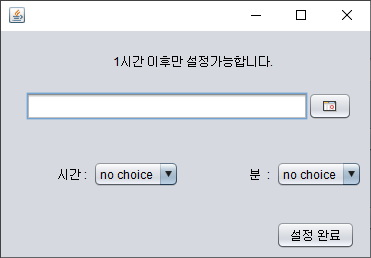 1시간 이후만 설정가능합니다.
시간 : no choice 분 : no choice
설정 완료